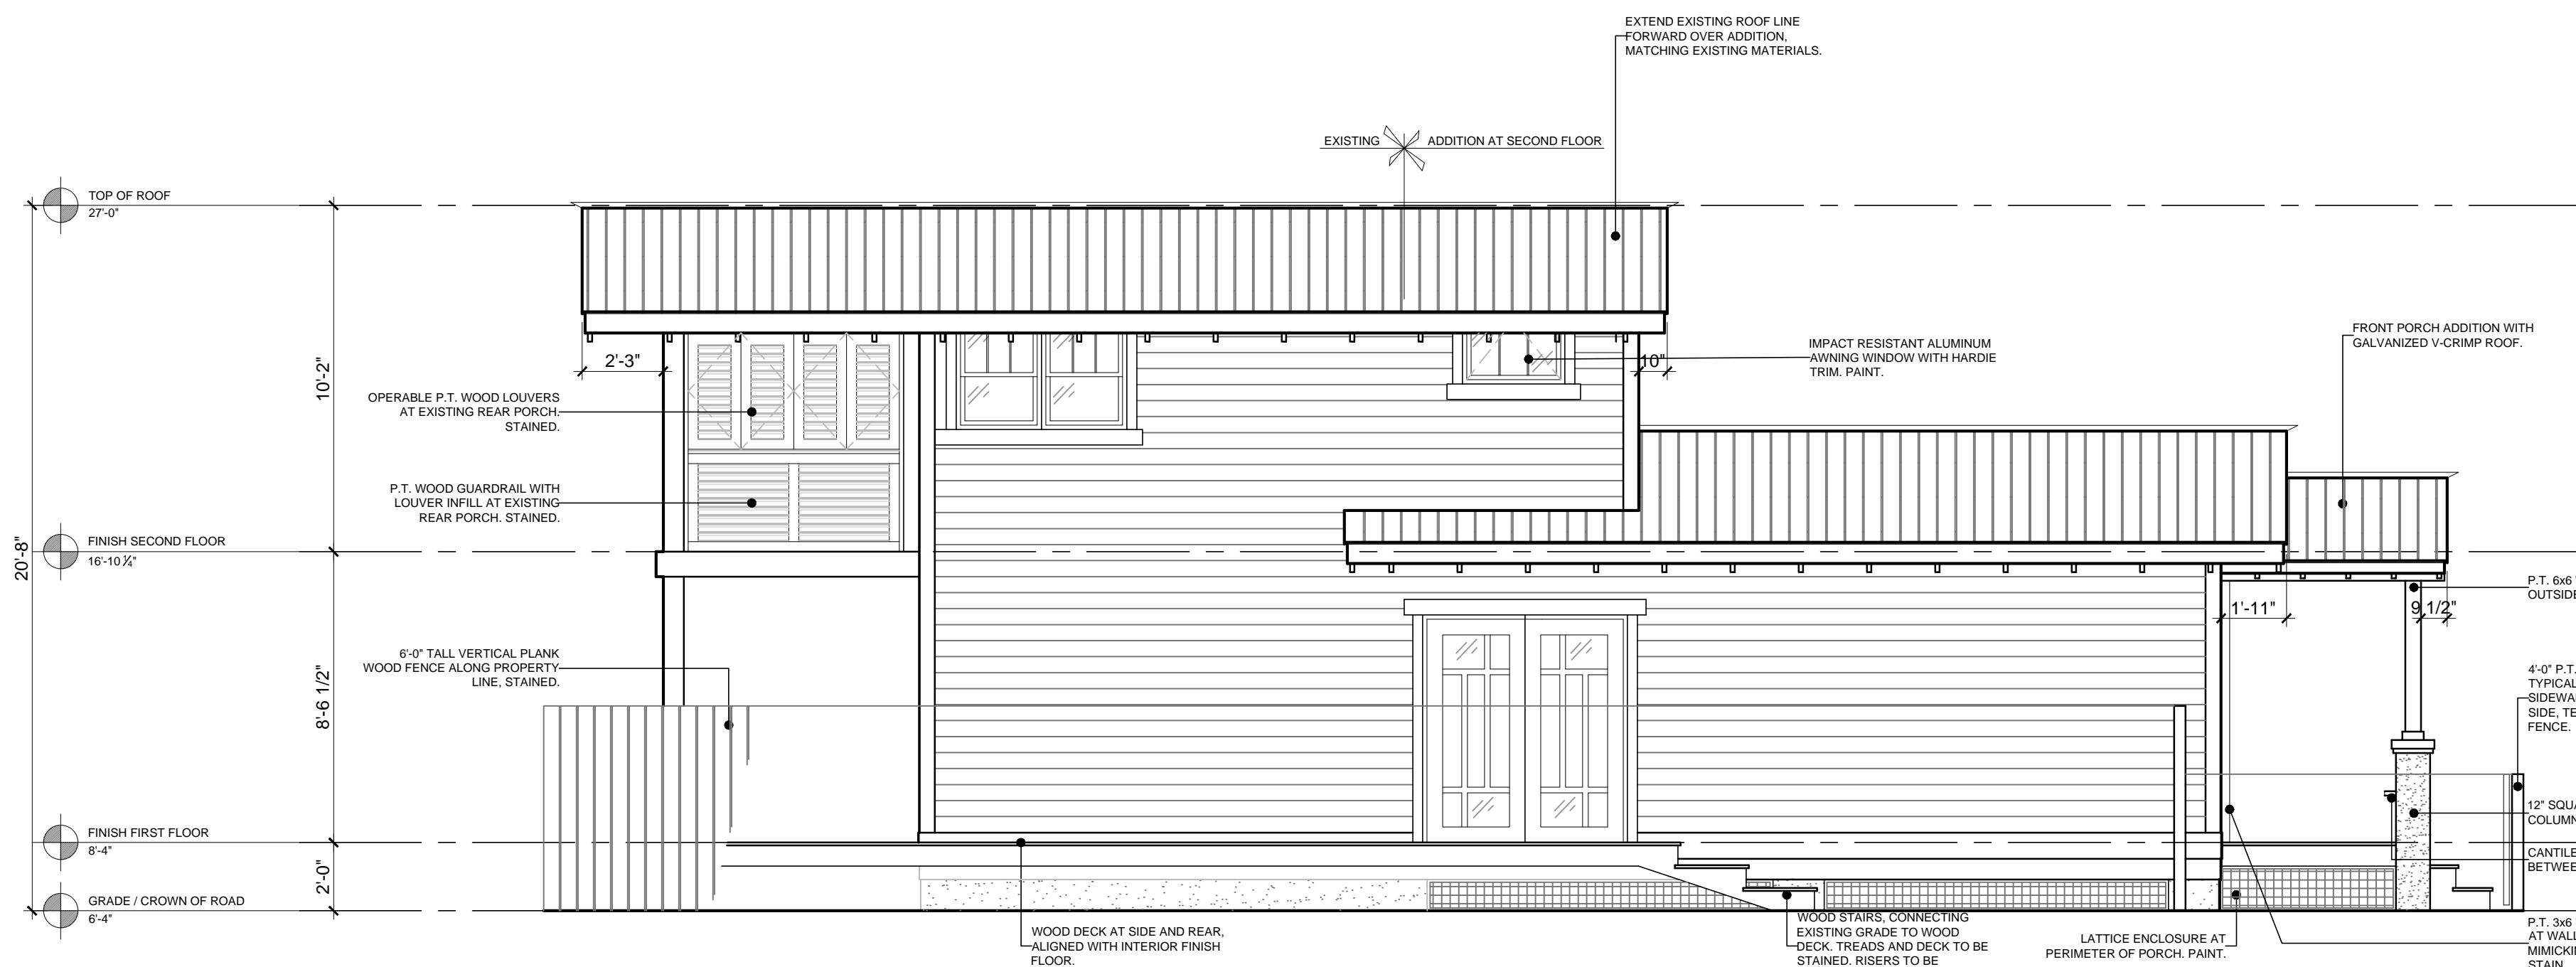 EXTEND EXISTING ROOF LINE
FORWARD OVER ADDITION,
MATCHING EXISTING MATERIALS.
EXISTING
ADDITION AT SECOND FLOOR
TOP OF ROOF
27'-0"
FRONT PORCH ADDITION WITH
GALVANIZED V-CRIMP ROOF.
IMPACT RESISTANT ALUMINUM
AWNING WINDOW WITH HARDIE
TRIM. PAINT.
2'-3"
10"
10'-2"
OPERABLE P.T. WOOD LOUVERS
AT EXISTING REAR PORCH.
STAINED.
P.T. WOOD GUARDRAIL WITH
LOUVER INFILL AT EXISTING
REAR PORCH. STAINED.
FINISH SECOND FLOOR
16'-10 ¼"
20'-8"
P.T. 6x6
OUTSIDE
1'-11"
9 1/2"
6'-0" TALL VERTICAL PLANK
WOOD FENCE ALONG PROPERTY
LINE, STAINED.
8'-6 1/2"
4'-0" P.T.
TYPICAL
SIDEWA
SIDE, TE
FENCE.
12" SQUA
COLUMN
FINISH FIRST FLOOR
8'-4"
CANTILE
BETWEE
2'-0"
GRADE / CROWN OF ROAD
6'-4"
WOOD DECK AT SIDE AND REAR,
ALIGNED WITH INTERIOR FINISH
FLOOR.
WOOD STAIRS, CONNECTING
EXISTING GRADE TO WOOD
DECK. TREADS AND DECK TO BE
STAINED. RISERS TO BE
LATTICE ENCLOSURE AT
PERIMETER OF PORCH. PAINT.
P.T. 3x6
AT WALL
MIMICKI
STAIN